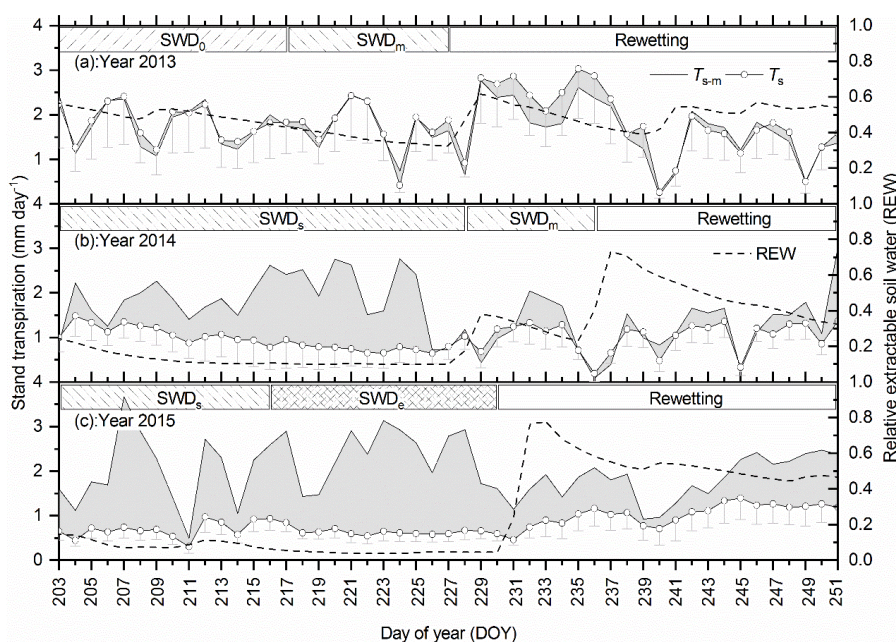 4 1.0
SWD0 SWDm Rewetting
(a):Year 2013
Ts-m Ts
3 0.8
2 0.6
0.4
1 0.2
4 1.0
SWDs SWDm Rewetting
(b):Year 2014
3 0.8
REW
2 0.6
0.4
1 0.2
4 1.0
SWDs SWDe Rewetting
(c):Year 2015
3 0.8
2 0.6
0.4
1 0.2
0 0.0
Stand transpiration (mm day-1)
Relative extractable soil water (REW)
203 205 207 209 211 213 215 217 219 221 223 225 227 229 231 233 235 237 239 241 243 245 247 249 251
Day of year (DOY)